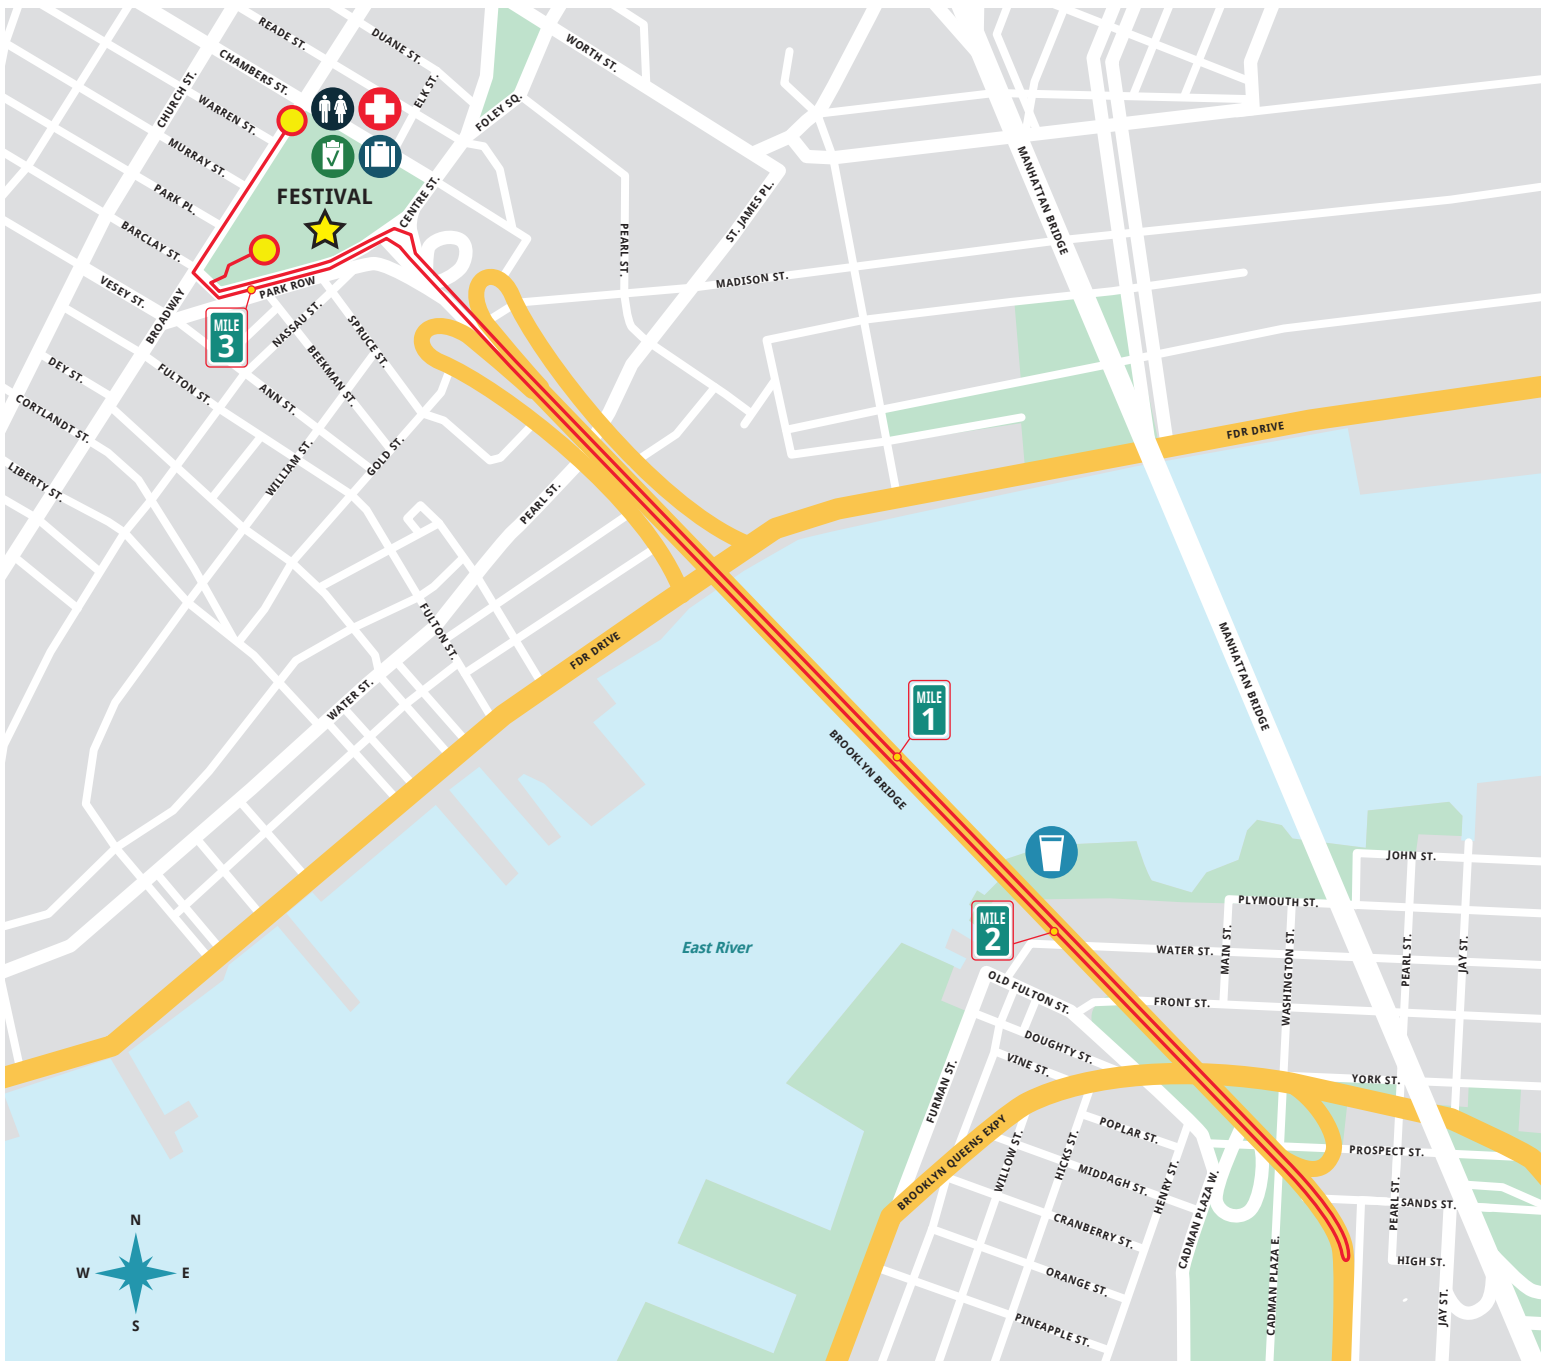 READE ST.
DUANE ST.
WORTH ST.
CHAMBERS ST.
ELK ST.
CHURCH ST.
WARREN ST.
FOLEY SQ.
MURRAY ST.
PARK PL.
FESTIVAL
CENTRE ST.
BARCLAY ST.
PEARL ST.
ST. JAMES PL.
MANHATTAN BRIDGE
MADISON ST.
VESEY ST.
BROADWAY
PARK ROW
MILE
3
NASSAU ST.
SPRUCE ST.
BEEKMAN ST.
DEY ST.
FULTON ST.
ANN ST.
CORTLANDT ST.
WILLIAM ST.
GOLD ST.
LIBERTY ST.
PEARL ST.
FDR DRIVE
FULTON ST.
FDR DRIVE
WATER ST.
MANHATTAN BRIDGE
MILE
1
BROOKLYN BRIDGE
JOHN ST.
PLYMOUTH ST.
MILE
2
East River
WATER ST.
MAIN ST.
WASHINGTON ST.
PEARL ST.
JAY ST.
OLD FULTON ST.
FRONT ST.
DOUGHTY ST.
VINE ST.
YORK ST.
FURMAN ST.
POPLAR ST.
PROSPECT ST.
BROOKLYN QUEENS EXPY
WILLOW ST.
HICKS ST.
MIDDAGH ST.
HENRY ST.
CADMAN PLAZA W.
PEARL ST.
SANDS ST.
CRANBERRY ST.
HIGH ST.
CADMAN PLAZA E.
ORANGE ST.
JAY ST.
PINEAPPLE ST.
N
W
E
S